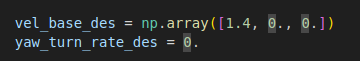 vel_base_des = np.array([1.4, 0., 0.])
yaw_turn_rate_des = 0.